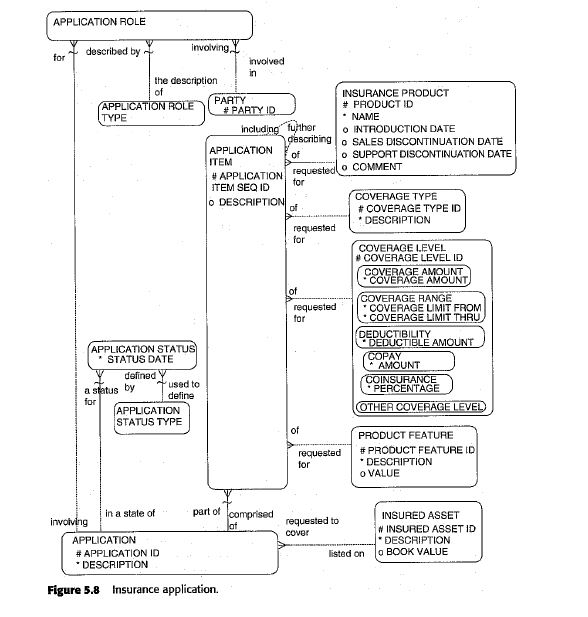 APPLICATION ROLE
for
described by
involving
involved
in
the description
of
APPLICATION ROLE
TYPE
PARTY
# PARTY ID
INSURANCE PRODUCT
# PRODUCT ID
* NAME
o INTRODUCTION DATE
o SALES DISCONTINUATION DATE
o SUPPORT DISCONTINUATION DATE
o COMMENT
including
further
describing
APPLICATION
ITEM
# APPLICATION
ITEM SEQ ID
o DESCRIPTION
of
requested
for
COVERAGE TYPE
# COVERAGE TYPE ID
* DESCRIPTION
of
requested
for
COVERAGE LEVEL
# COVERAGE LEVEL ID
COVERAGE AMOUNT
* COVERAGE AMOUNT
COVERAGE RANGE
* COVERAGE LIMIT FROM
* COVERAGE LIMIT THRU
DEDUCTIBILITY
* DEDUCTIBLE AMOUNT
COPAY
* AMOUNT
COINSURANCE
* PERCENTAGE
OTHER COVERAGE LEVEL
of
requested
for
APPLICATION STATUS
* STATUS DATE
a status
for
defined
by
used to
define
APPLICATION
STATUS TYPE
of
requested
for
PRODUCT FEATURE
# PRODUCT FEATURE ID
* DESCRIPTION
o VALUE
involving
in a state of
part of
comprised
of
requested to
cover
listed on
INSURED ASSET
# INSURED ASSET ID
* DESCRIPTION
o BOOK VALUE
APPLICATION
# APPLICATION ID
* DESCRIPTION
Figure 5.8 Insurance application.